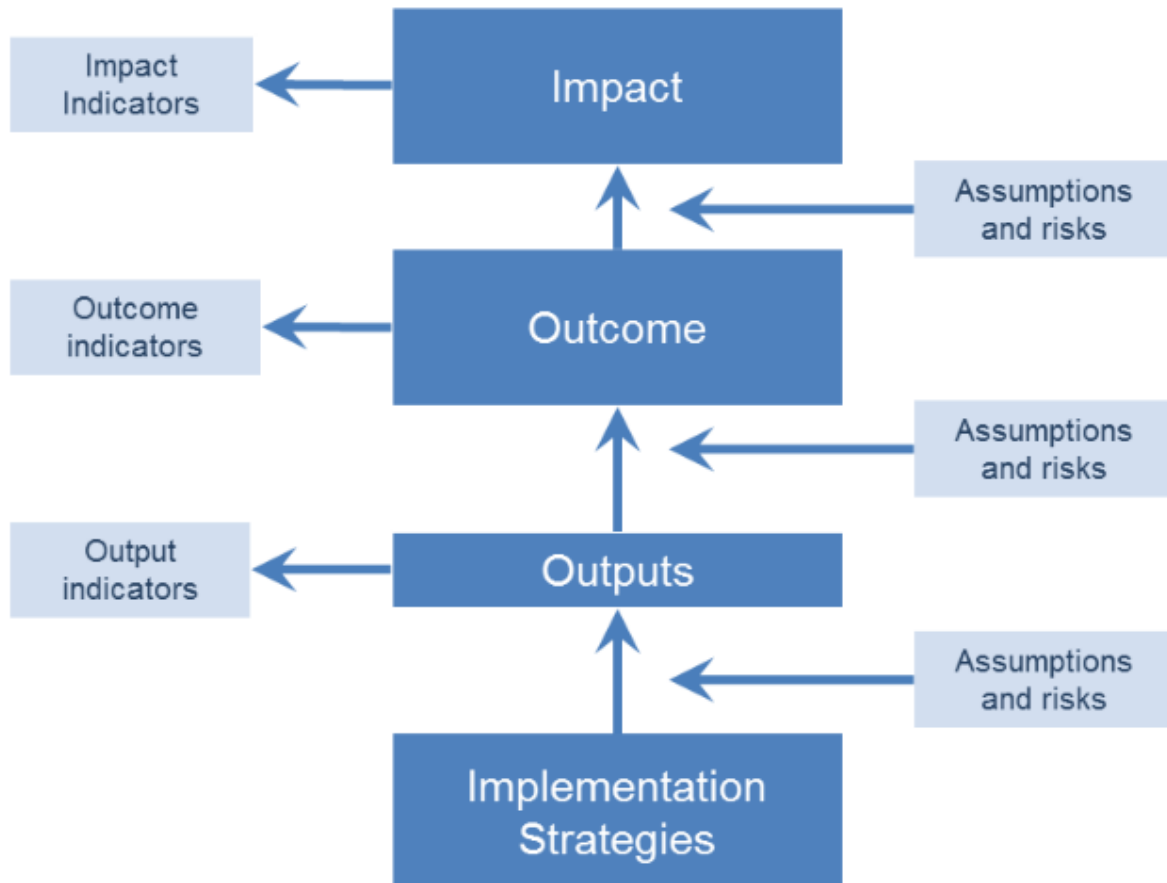 Impact
Indicators
Impact
Assumptions
and risks
Outcome
indicators
Outcome
Assumptions
and risks
Output
indicators
Outputs
Assumptions
and risks
Implementation
Strategies